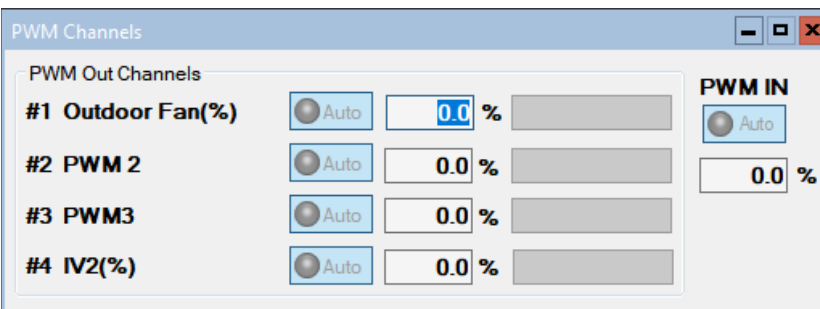 PWM Channels
PWM Out Channels
#1 Outdoor Fan(%) Auto 0.0 %
#2 PWM 2 Auto 0.0 %
#3 PWM3 Auto 0.0 %
#4 IV2(%) Auto 0.0 %
PWM IN
Auto
0.0 %